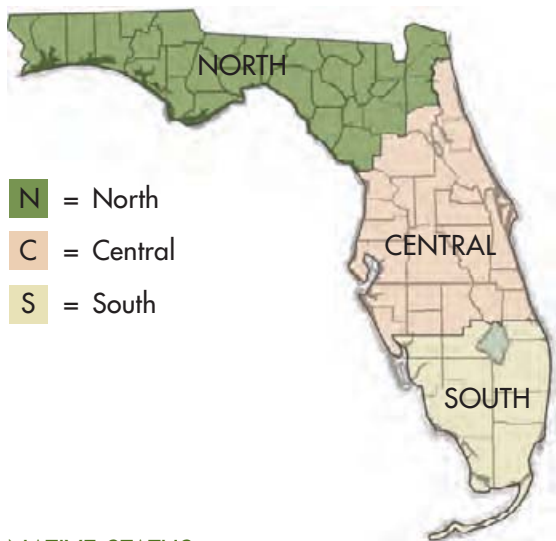 NORTH
N = North
C = Central
CENTRAL
S = South
SOUTH